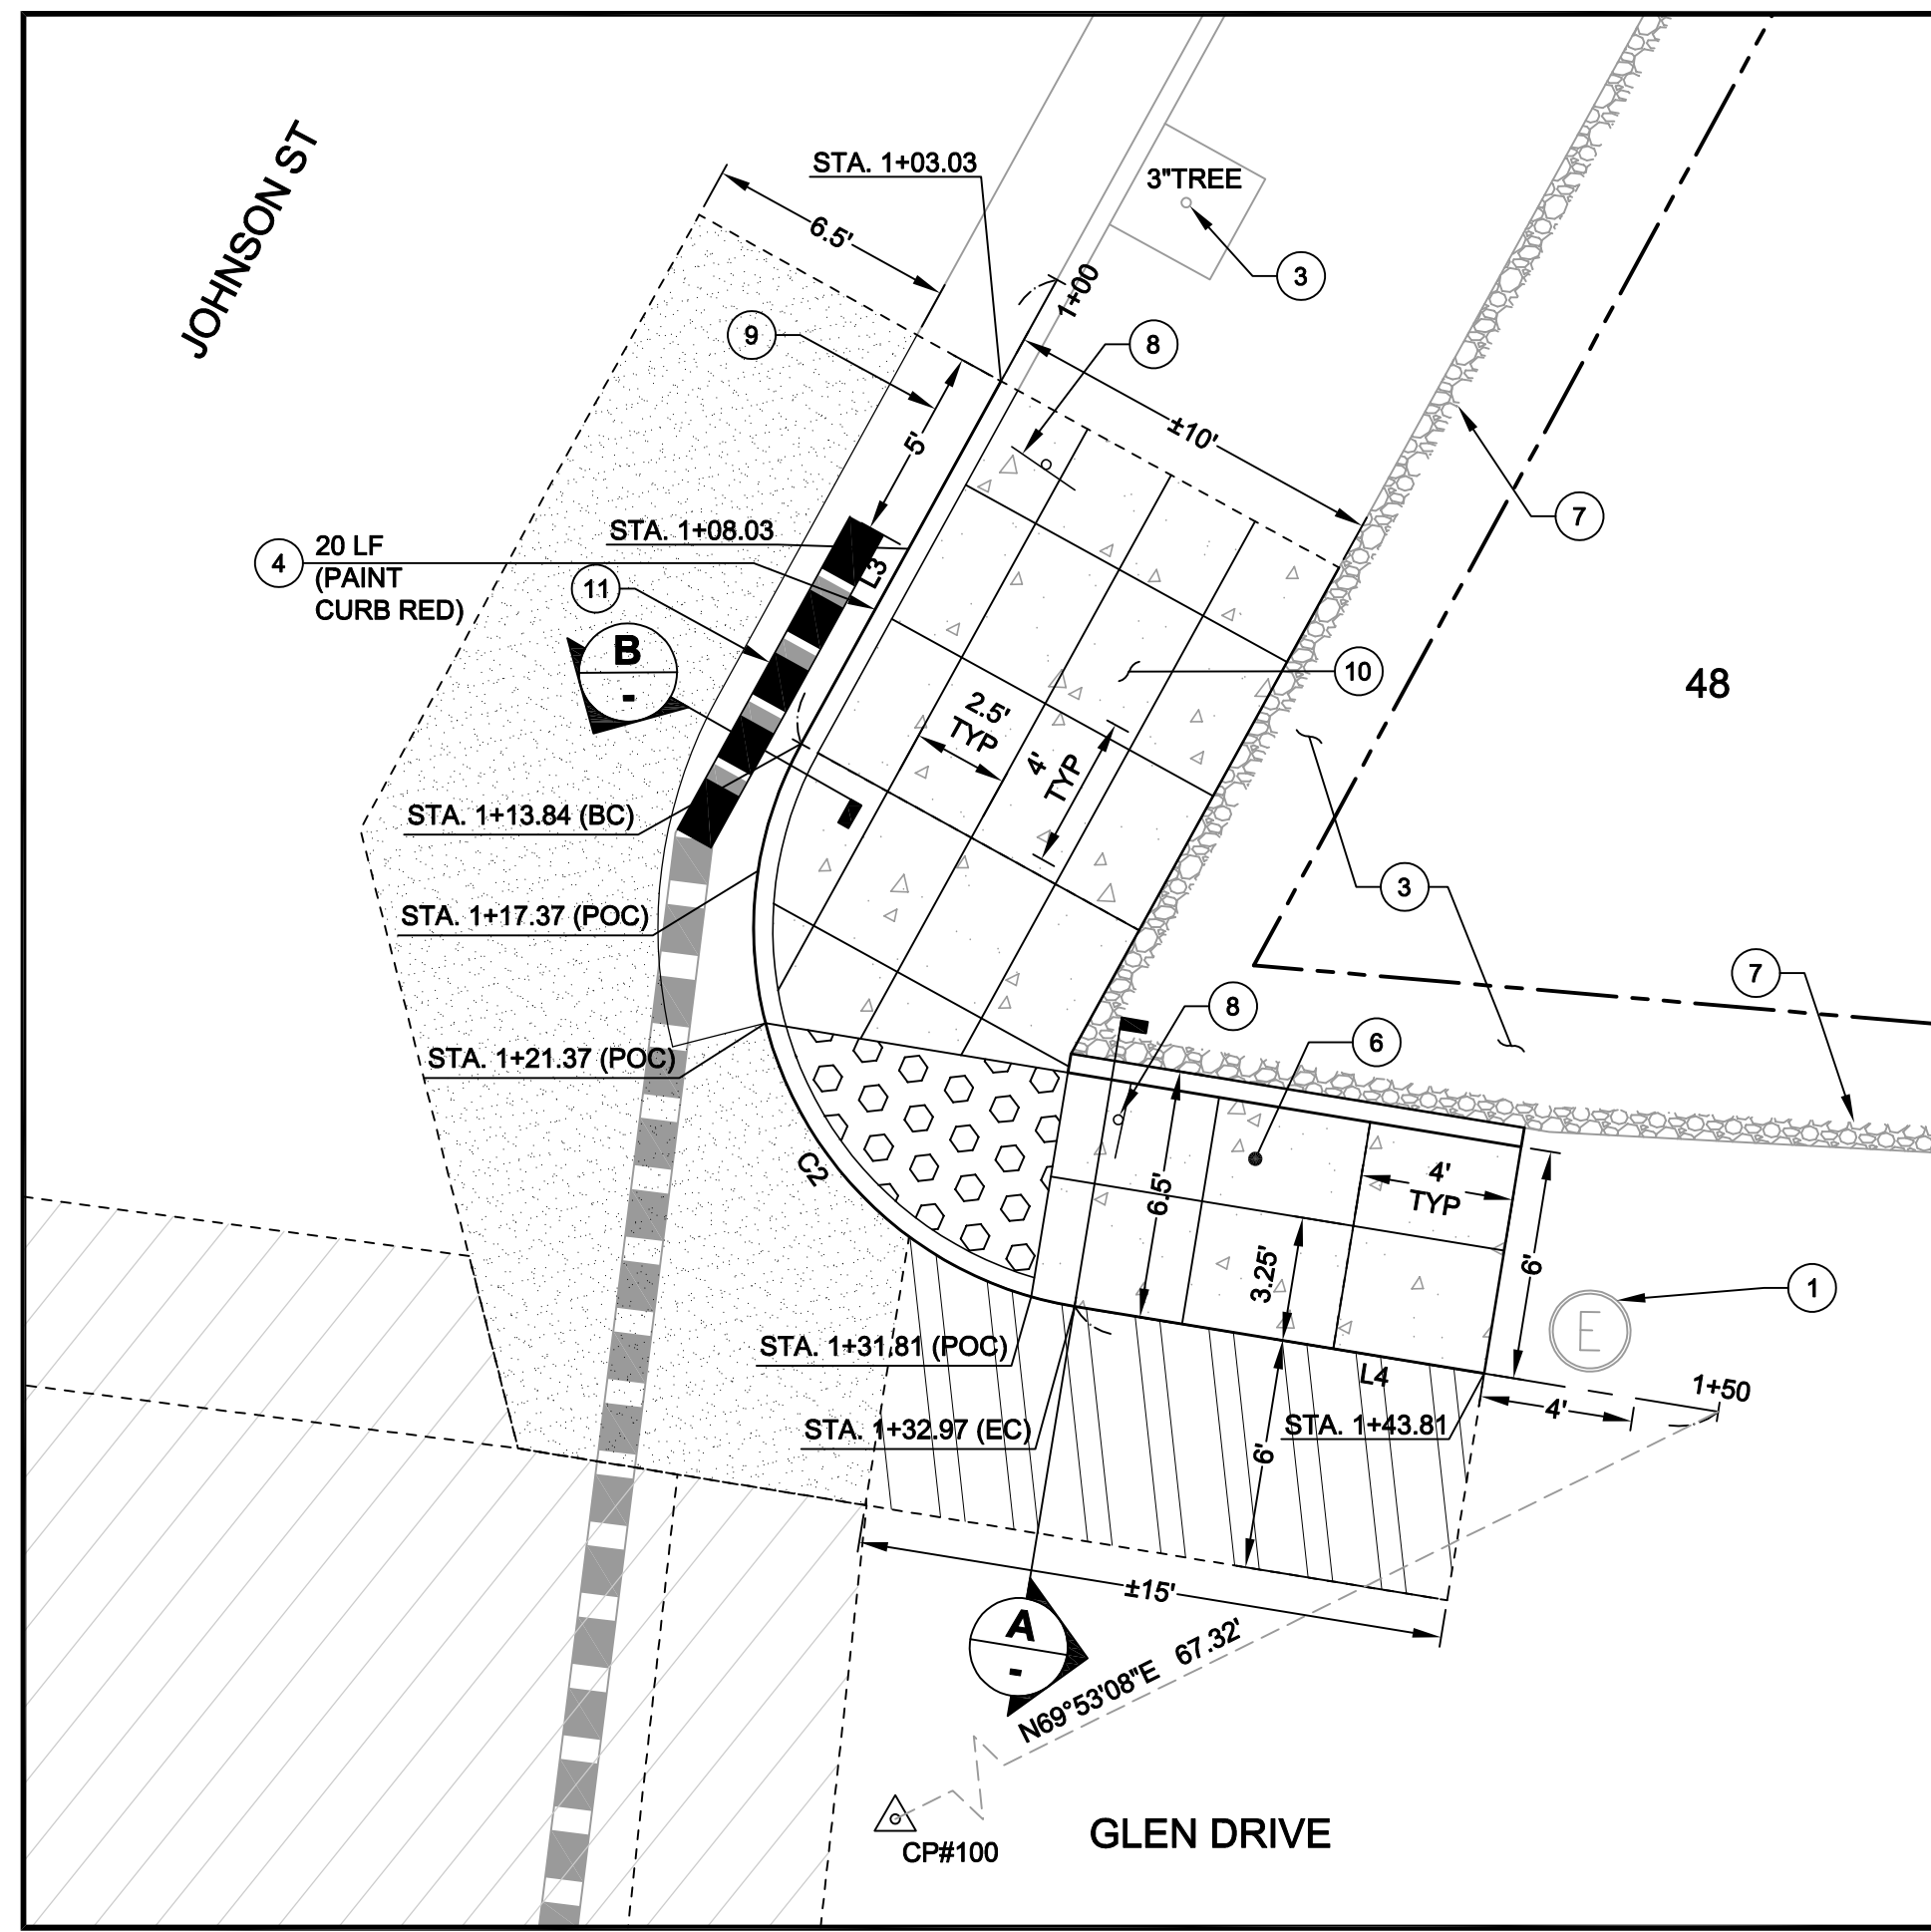 JOHNSON ST
STA. 1+03.03
3"TREE
3
6.5'
1+00
9
8
5'
±10'
7
STA. 1+08.03
4
20 LF
(PAINT
CURB RED)
L3
11
B
-
10
48
2.5'
TYP
4'
TYP
STA. 1+13.84 (BC)
3
STA. 1+17.37 (POC)
7
8
6
STA. 1+21.37 (POC)
C2
4'
TYP
6.5'
3.25'
6'
1
E
STA. 1+31.81 (POC)
L4
1+50
4'
STA. 1+32.97 (EC)
STA. 1+43.81
6'
±15'
A
-
N69°53'08"E 67.32'
CP#100
GLEN DRIVE